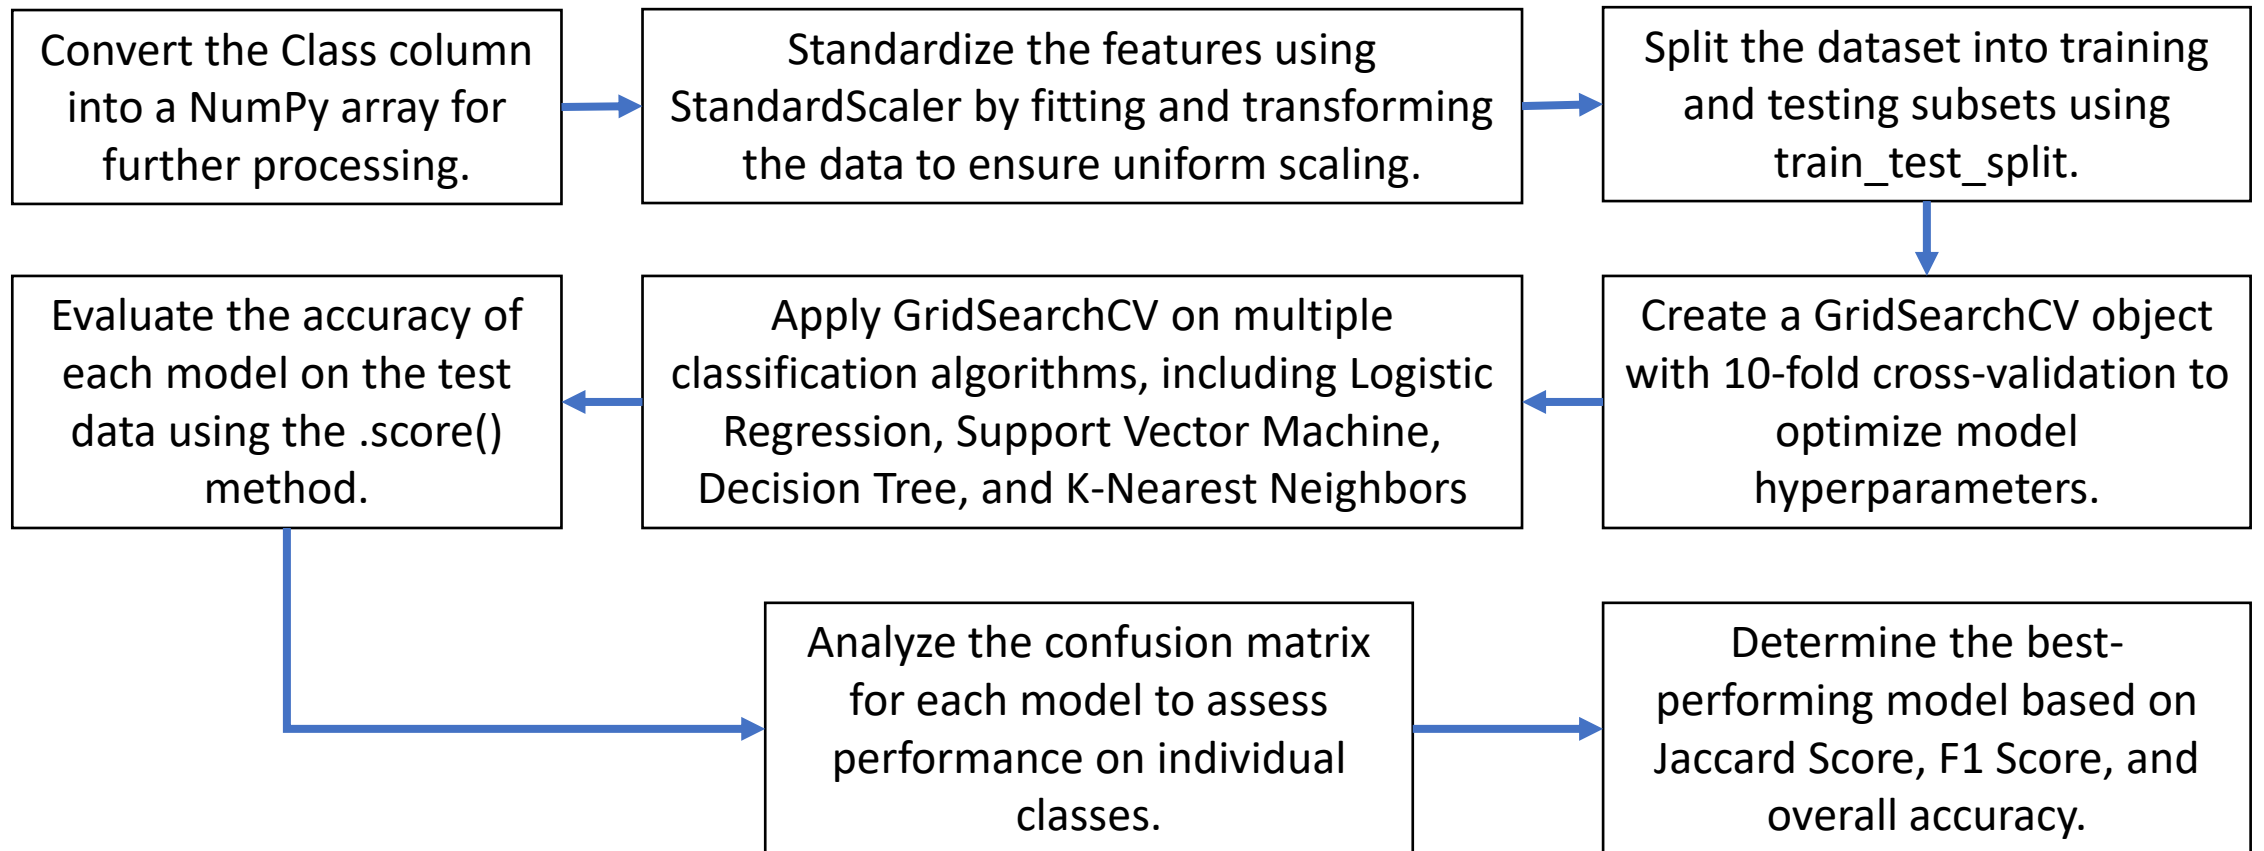 Convert the Class column
into a NumPy array for
further processing.
Standardize the features using
StandardScaler by fitting and transforming
the data to ensure uniform scaling.
Split the dataset into training
and testing subsets using
train_test_split.
Create a GridSearchCV object
with 10-fold cross-validation to
optimize model
hyperparameters.
Apply GridSearchCV on multiple
classification algorithms, including Logistic
Regression, Support Vector Machine,
Decision Tree, and K-Nearest Neighbors
Evaluate the accuracy of
each model on the test
data using the .score()
method.
Analyze the confusion matrix
for each model to assess
performance on individual
classes.
Determine the best-
performing model based on
Jaccard Score, F1 Score, and
overall accuracy.